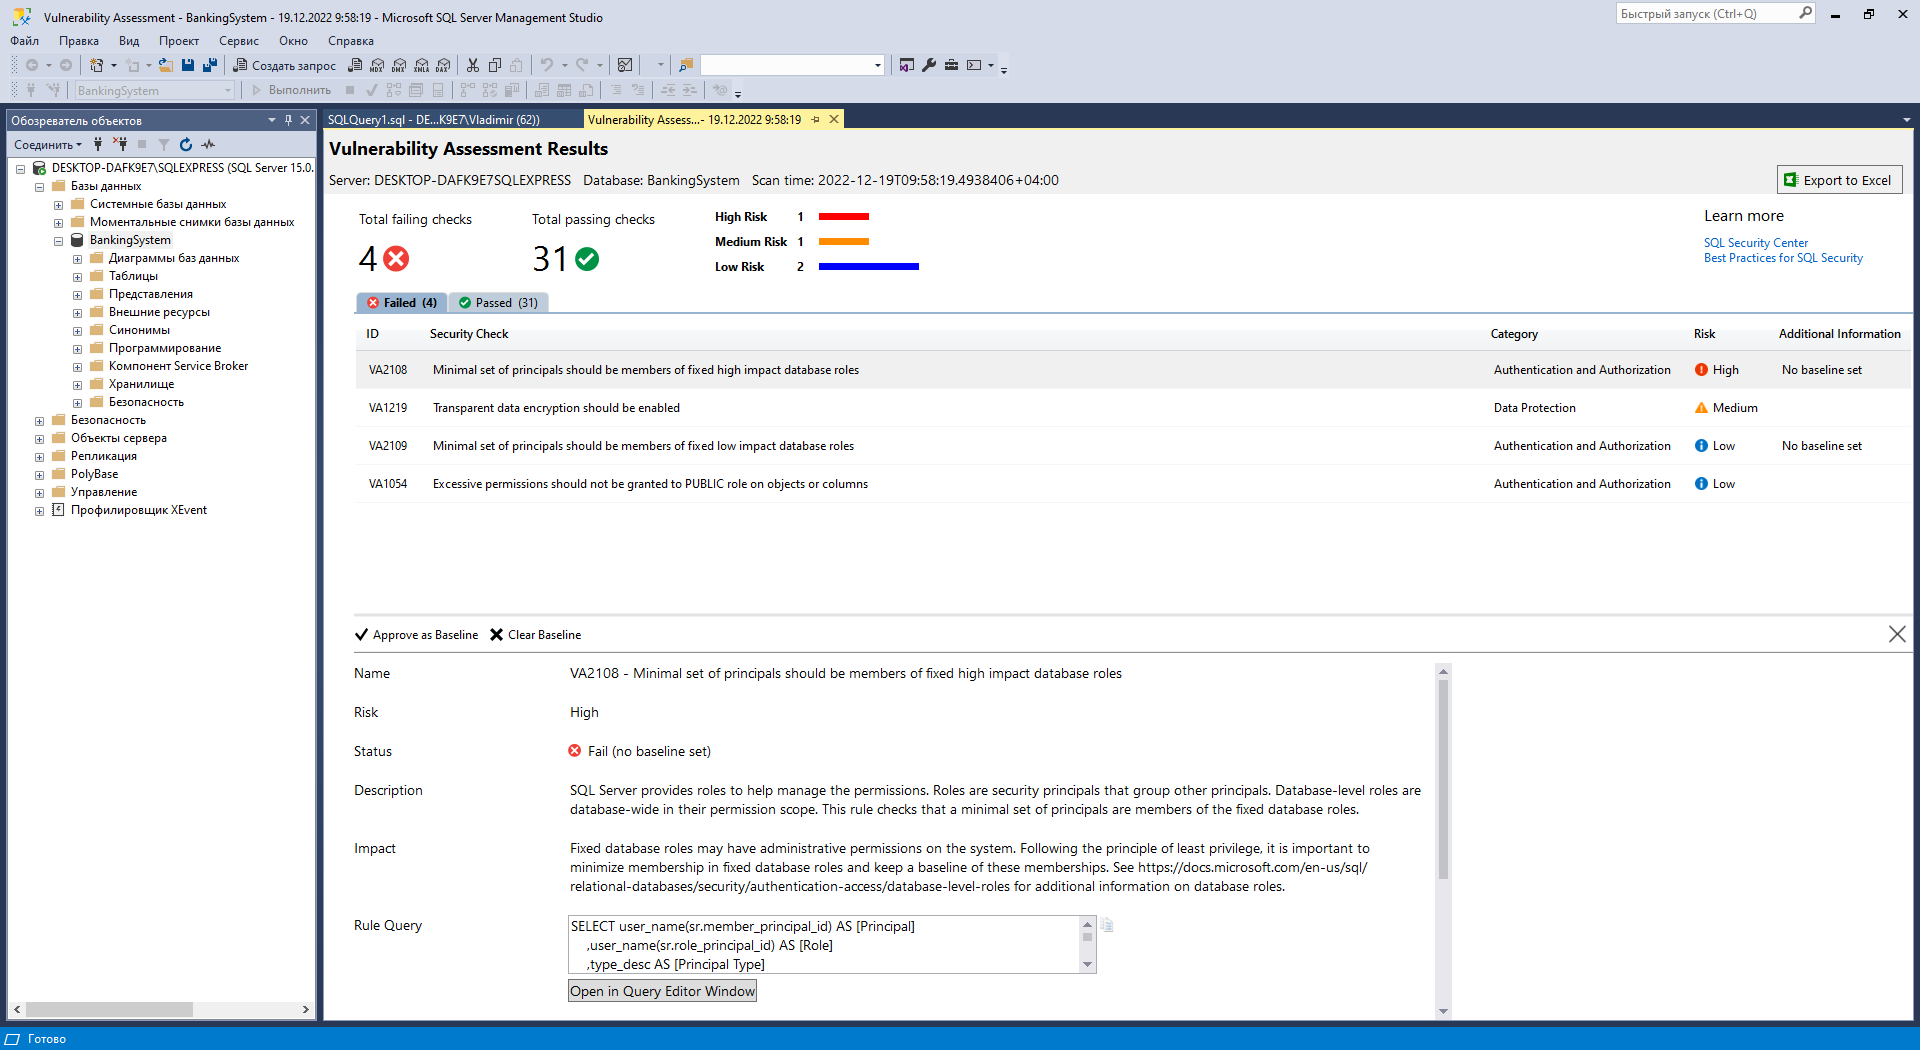 Vulnerability Assessment - BankingSystem - 19.12.2022 9:58:19 - Microsoft SQL Server Management Studio
Быстрый запуск (Ctrl+Q)
Файл Правка Вид Проект Сервис Окно Справка
Создать запрос MDX DMX XMLA DAX
BankingSystem Выполнить
Обозреватель объектов
Соединить
DESKTOP-DAFK9E7\SQLEXPRESS (SQL Server 15.0.
Базы данных
Системные базы данных
Моментальные снимки базы данных
BankingSystem
Диаграммы баз данных
Таблицы
Представления
Внешние ресурсы
Синонимы
Программирование
Компонент Service Broker
Хранилище
Безопасность
Безопасность
Объекты сервера
Репликация
PolyBase
Управление
Профилировщик XEvent
SQLQuery1.sql - DE...K9E7\Vladimir (62))
Vulnerability Assess...- 19.12.2022 9:58:19
Vulnerability Assessment Results
Server: DESKTOP-DAFK9E7SQLEXPRESS Database: BankingSystem Scan time: 2022-12-19T09:58:19.4938406+04:00
Export to Excel
Total failing checks
4
Total passing checks
31
High Risk 1
Medium Risk 1
Low Risk 2
Learn more
SQL Security Center
Best Practices for SQL Security
Failed (4) Passed (31)
ID Security Check Category Risk Additional Information
VA2108 Minimal set of principals should be members of fixed high impact database roles Authentication and Authorization High No baseline set
VA1219 Transparent data encryption should be enabled Data Protection Medium
VA2109 Minimal set of principals should be members of fixed low impact database roles Authentication and Authorization Low No baseline set
VA1054 Excessive permissions should not be granted to PUBLIC role on objects or columns Authentication and Authorization Low
Approve as Baseline Clear Baseline
Name VA2108 - Minimal set of principals should be members of fixed high impact database roles
Risk High
Status Fail (no baseline set)
Description SQL Server provides roles to help manage the permissions. Roles are security principals that group other principals. Database-level roles are
database-wide in their permission scope. This rule checks that a minimal set of principals are members of the fixed database roles.
Impact Fixed database roles may have administrative permissions on the system. Following the principle of least privilege, it is important to
minimize membership in fixed database roles and keep a baseline of these memberships. See https://docs.microsoft.com/en-us/sql/
relational-databases/security/authentication-access/database-level-roles for additional information on database roles.
Rule Query SELECT user_name(sr.member_principal_id) AS [Principal]
,user_name(sr.role_principal_id) AS [Role]
,type_desc AS [Principal Type]
Open in Query Editor Window
Готово